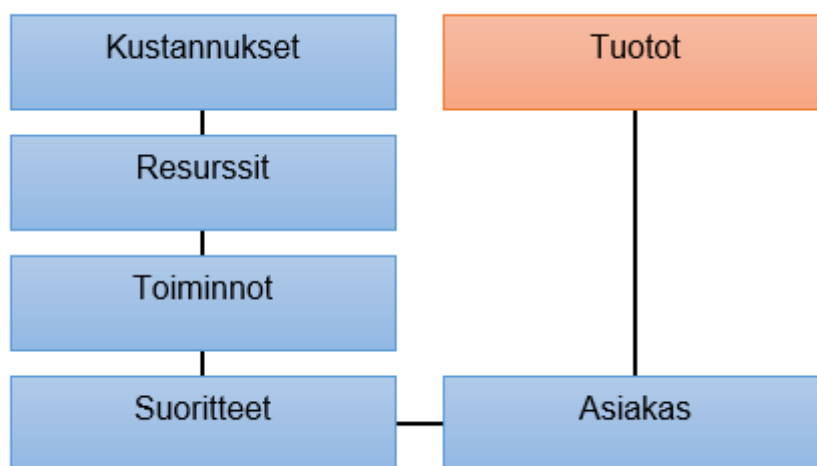 Kustannukset
Tuotot
Resurssit
Toiminnot
Suoritteet
Asiakas